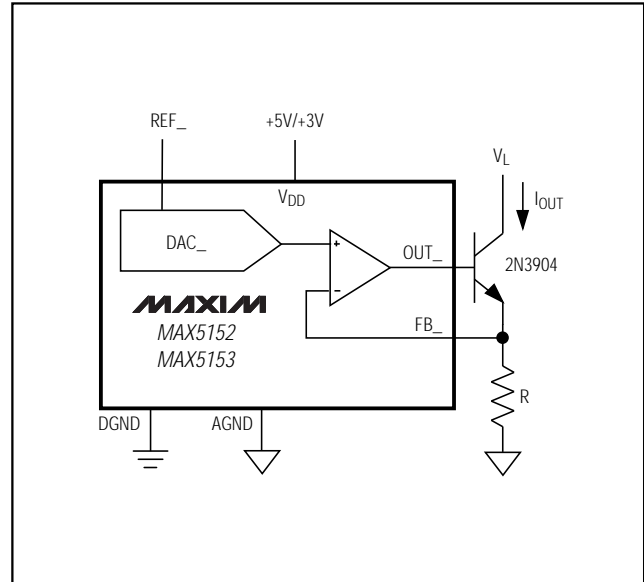 REF_
+5V/+3V
VL
VDD
IOUT
DAC_
+
OUT_
2N3904
-
MAXIM
MAX5152
FB_
MAX5153
R
DGND
AGND